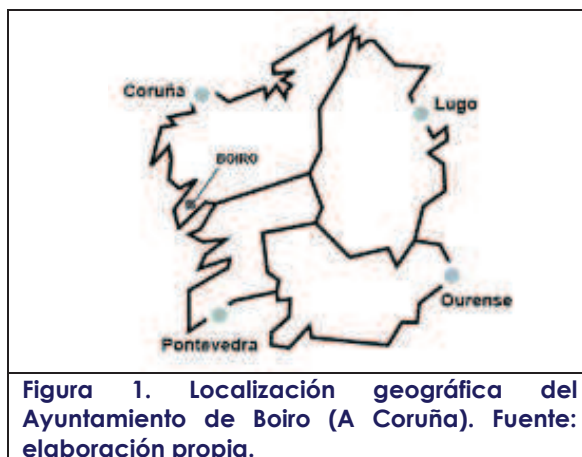 Coruña
Lugo
BOIRO
Ourense
Pontevedra
Figura 1. Localización geográfica del
Ayuntamiento de Boiro (A Coruña). Fuente:
elaboración propia.